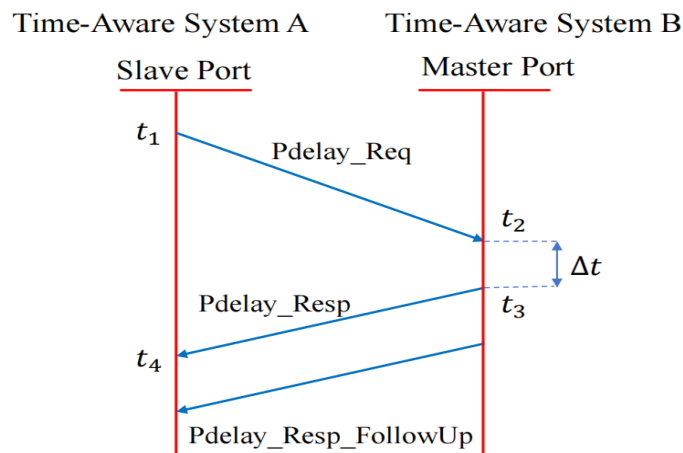 Time-Aware System A
Time-Aware System B
Slave Port
Master Port
t₁
Pdelay_Req
t₂
Δt
Pdelay_Resp
t₃
t₄
Pdelay_Resp_FollowUp